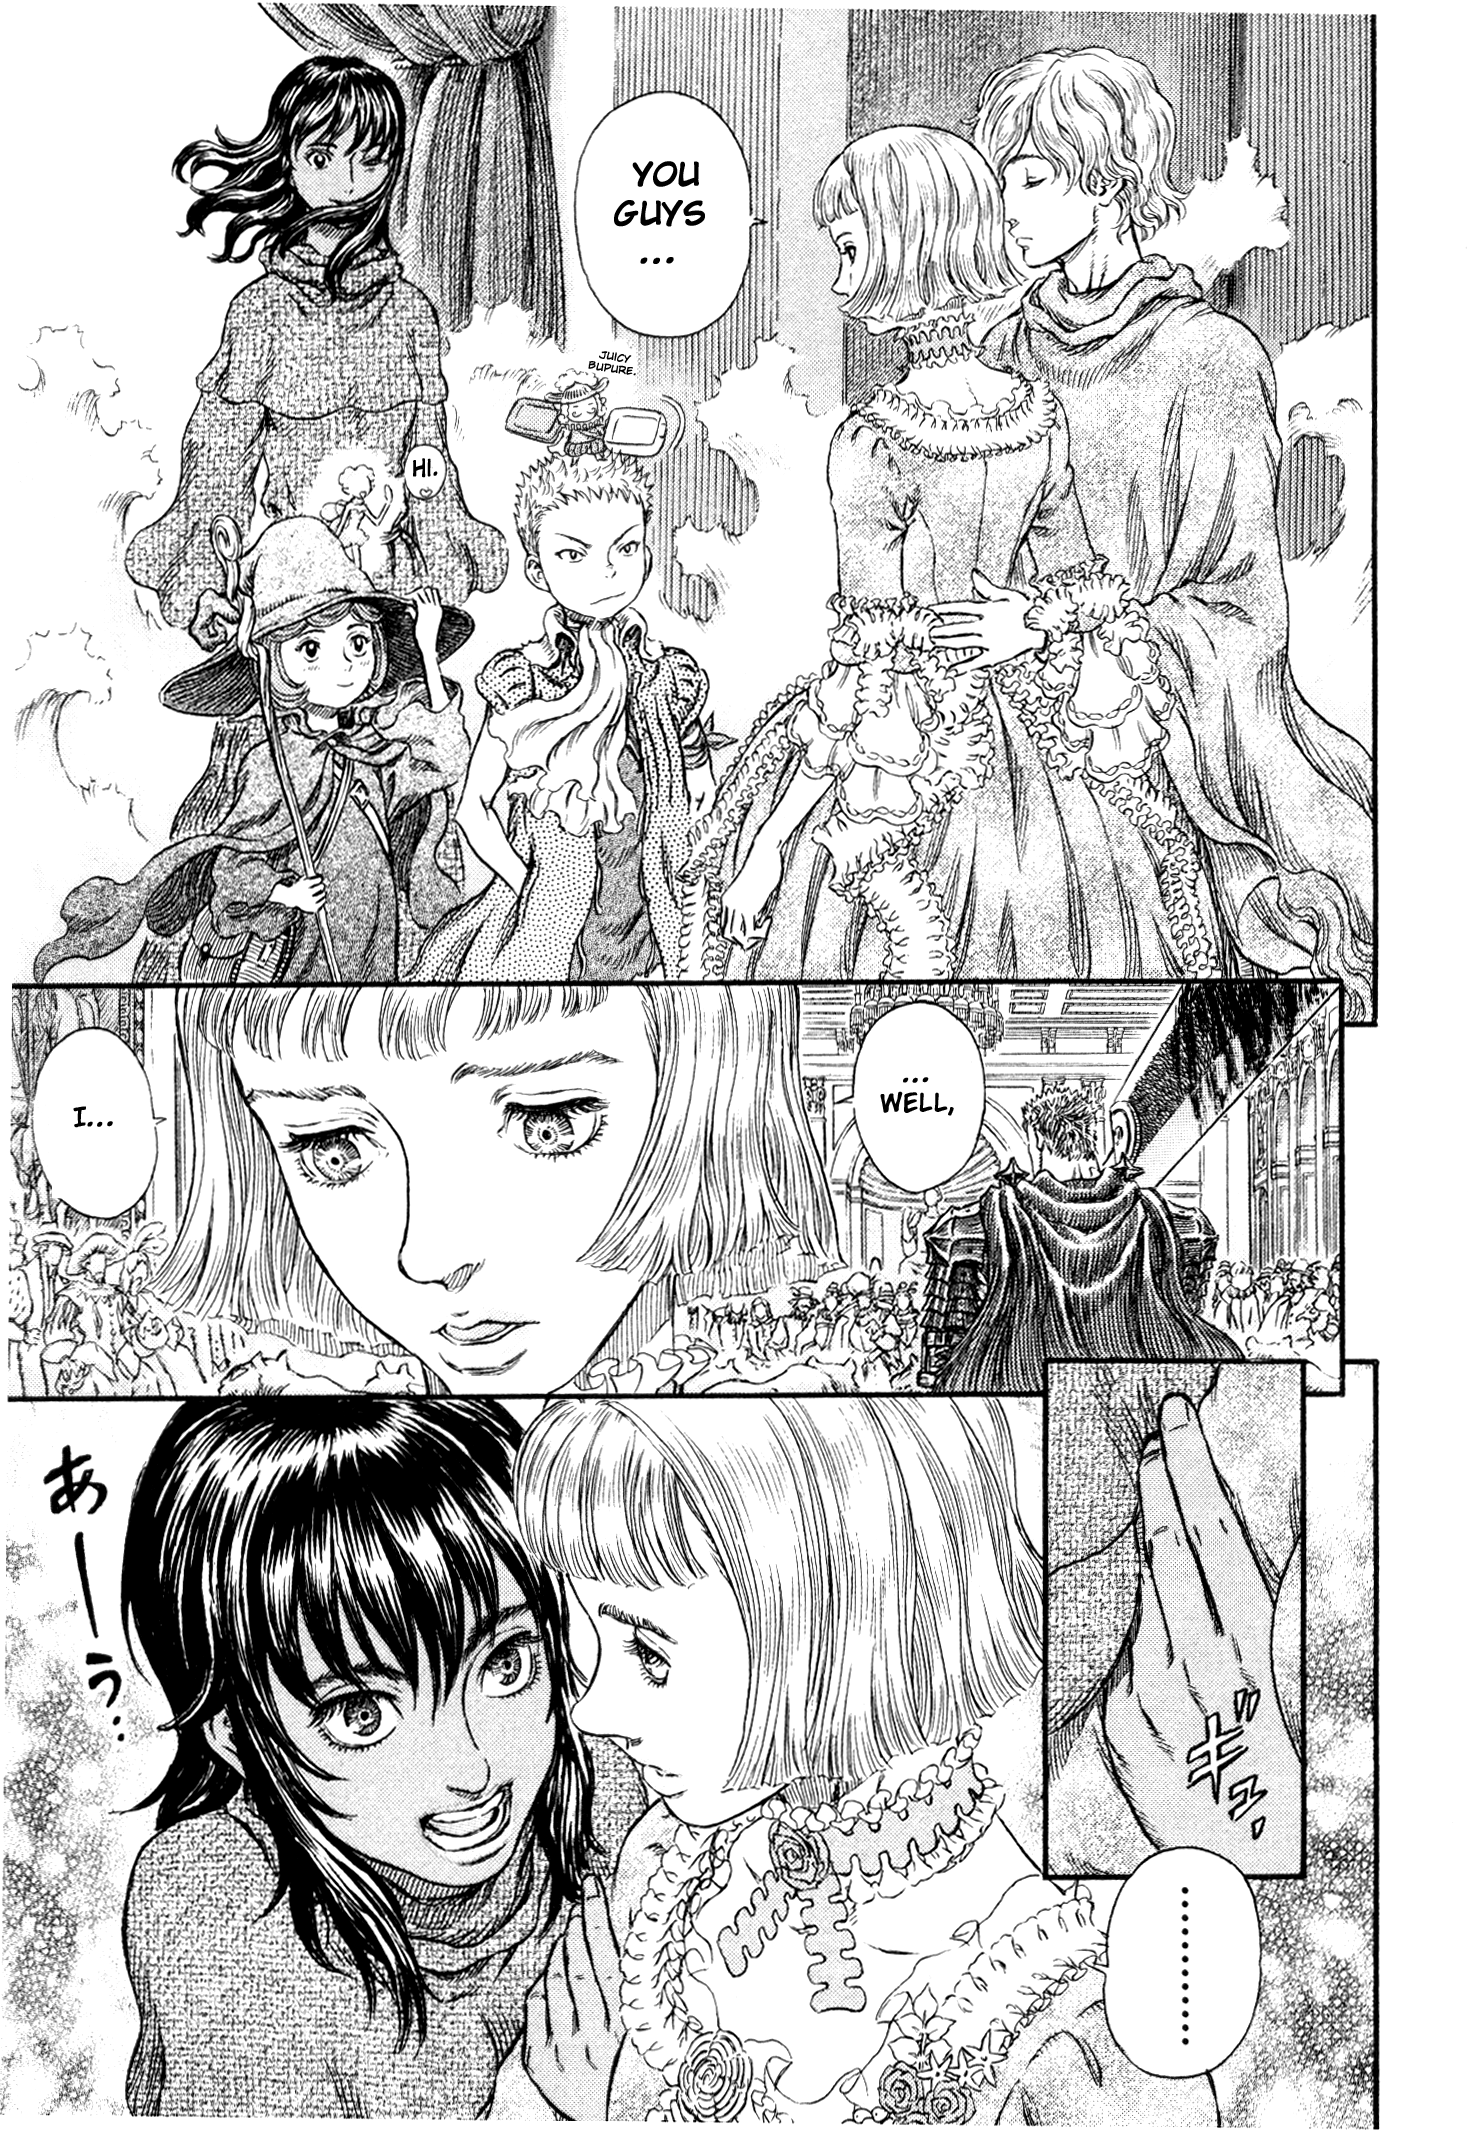 YOU
GUYS
...
JUICY
BUPURE.
HI.
...
WELL,
I...
ギュ
………
あーう。